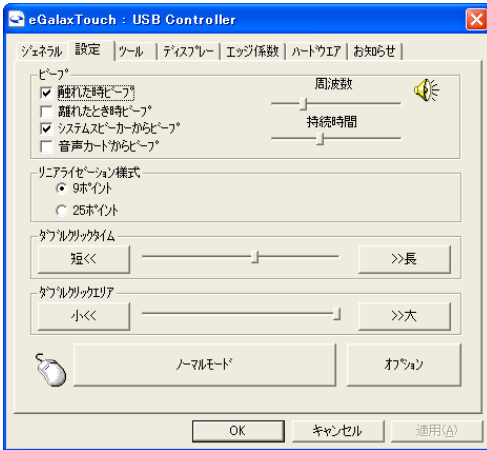 eGalaxTouch : USB Controller
ジェネラル 設定 ツール ディスプレー エッジ係数 ハードウエア お知らせ
ビープ
触れた時ビープ
離れたとき時ビープ
システムスピーカーからビープ
音声カードからビープ
周波数
持続時間
リニアライゼーション様式
9ポイント
25ポイント
ダブルクリックタイム
短<< >>長
ダブルクリックエリア
小<< >>大
ノーマルモード オプション
OK キャンセル 適用(A)